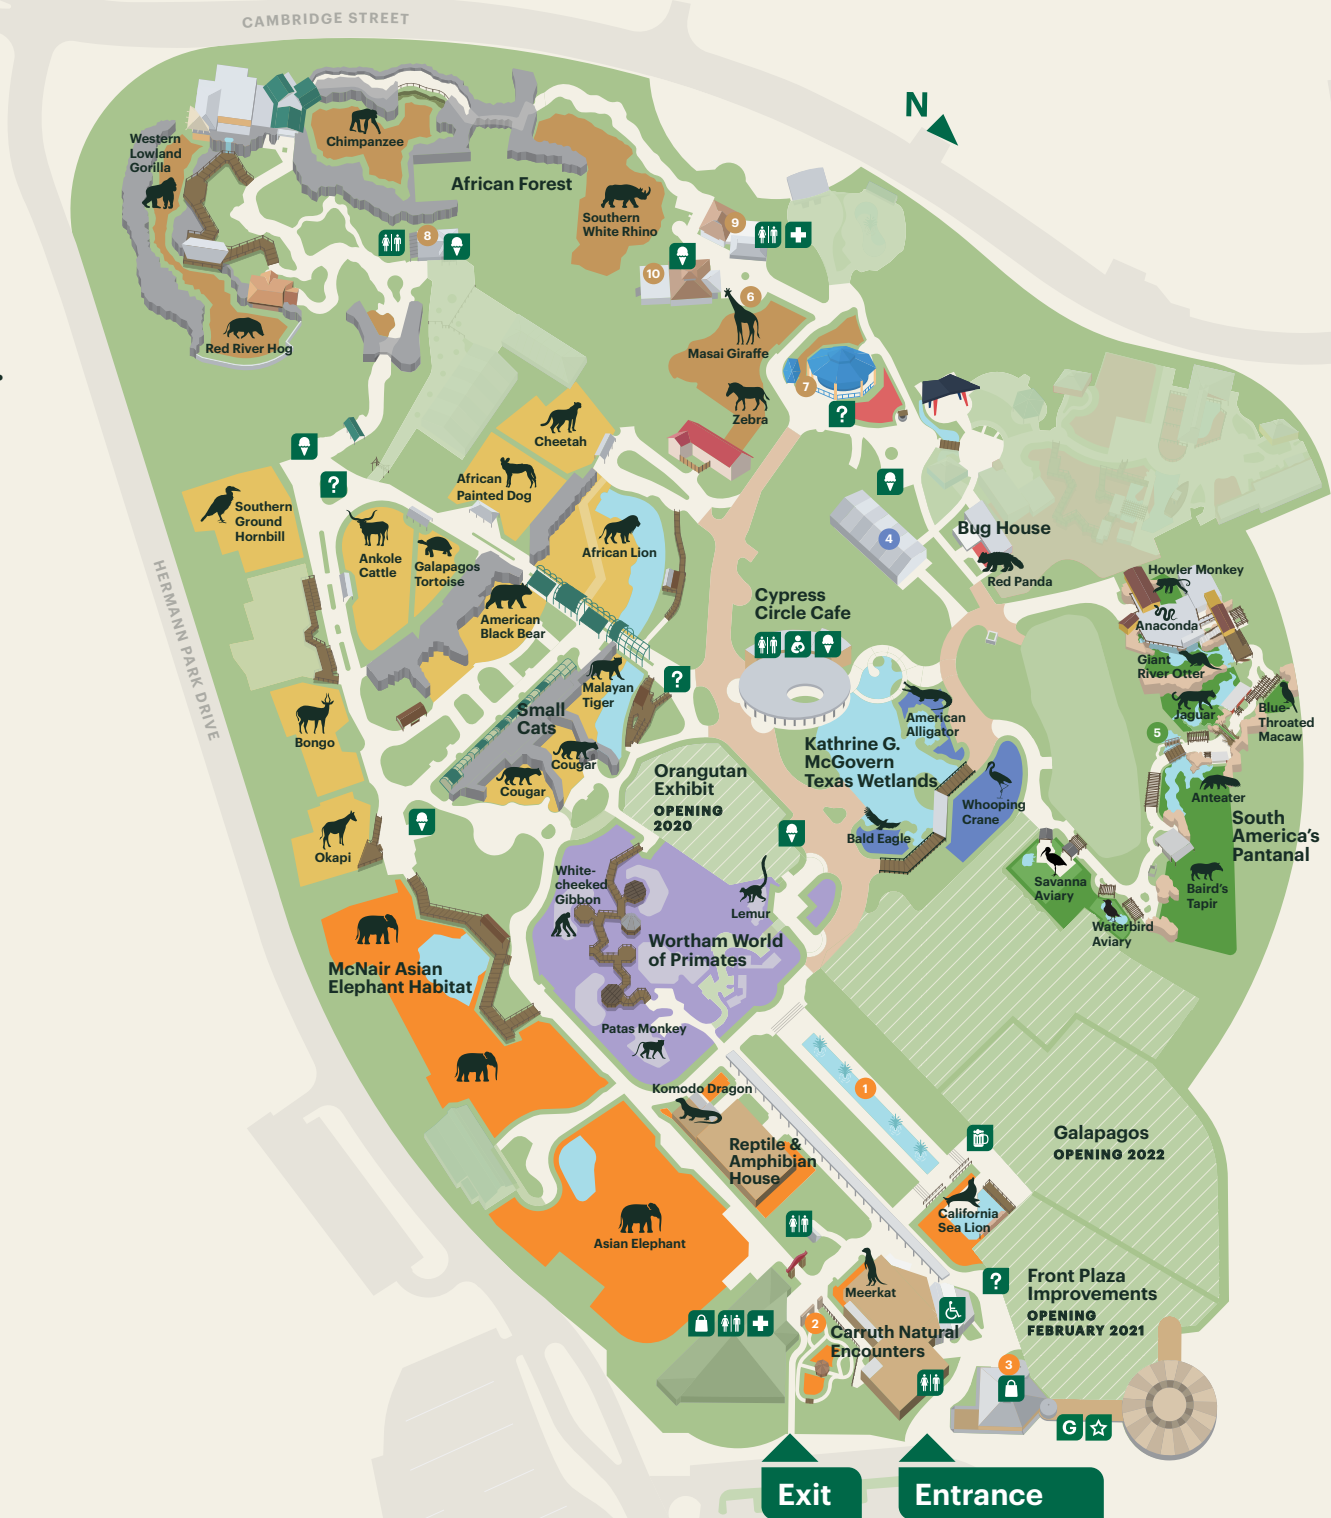 CAMBRIDGE STREET
N
Western
Lowland
Gorilla
Chimpanzee
African Forest
Southern
White Rhino
9
8
10
6
Masai Giraffe
Red River Hog
7
?
Zebra
Cheetah
African
Painted Dog
?
Southern
Ground
Hornbill
Ankole
Cattle
Galapagos
Tortoise
African Lion
4
Bug House
Red Panda
Howler Monkey
Anaconda
Giant
River Otter
Jaguar
Blue-
Throated
Macaw
5
Anteater
South
America's
Pantanal
Baird's
Tapir
HERMANN PARK DRIVE
American
Black Bear
Cypress
Circle Cafe
Malayan
Tiger
?
Small
Cats
Cougar
Cougar
American
Alligator
Kathrine G.
McGovern
Texas Wetlands
Whooping
Crane
Bald Eagle
Bongo
Orangutan
Exhibit
OPENING
2020
Okapi
Savanna
Aviary
Waterbird
Aviary
White-
cheeked
Gibbon
Lemur
Wortham World
of Primates
McNair Asian
Elephant Habitat
Patas Monkey
Komodo Dragon
1
Reptile &
Amphibian
House
Galapagos
OPENING 2022
California
Sea Lion
Asian Elephant
Meerkat
?
Front Plaza
Improvements
OPENING
FEBRUARY 2021
2
Carruth Natural
Encounters
3
G
Exit
Entrance